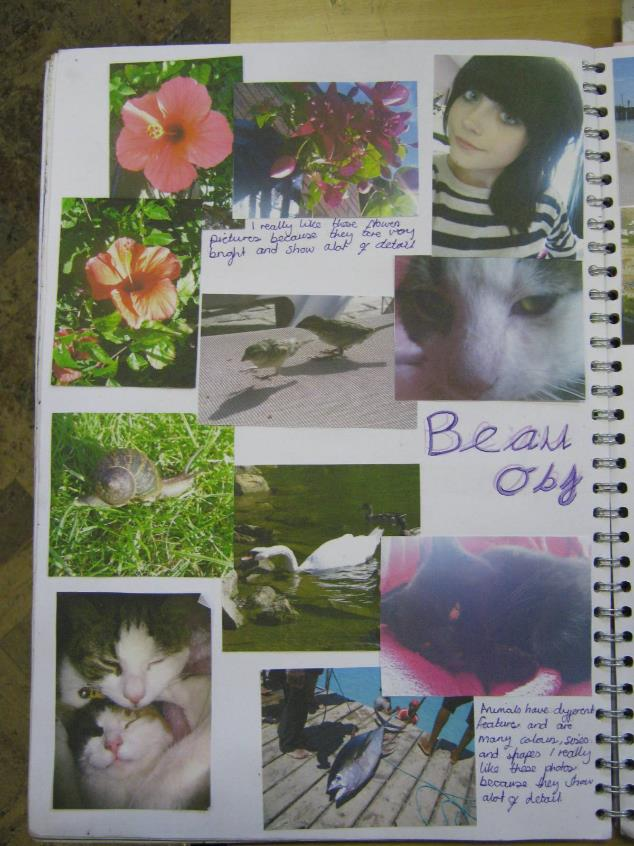 I really like these flower
pictures because they are very
bright and show alot of detail
Beau
Obj
Animals have different
feature and are
many colours, sizes
and shapes I really
like these photos
because they show
alot of detail